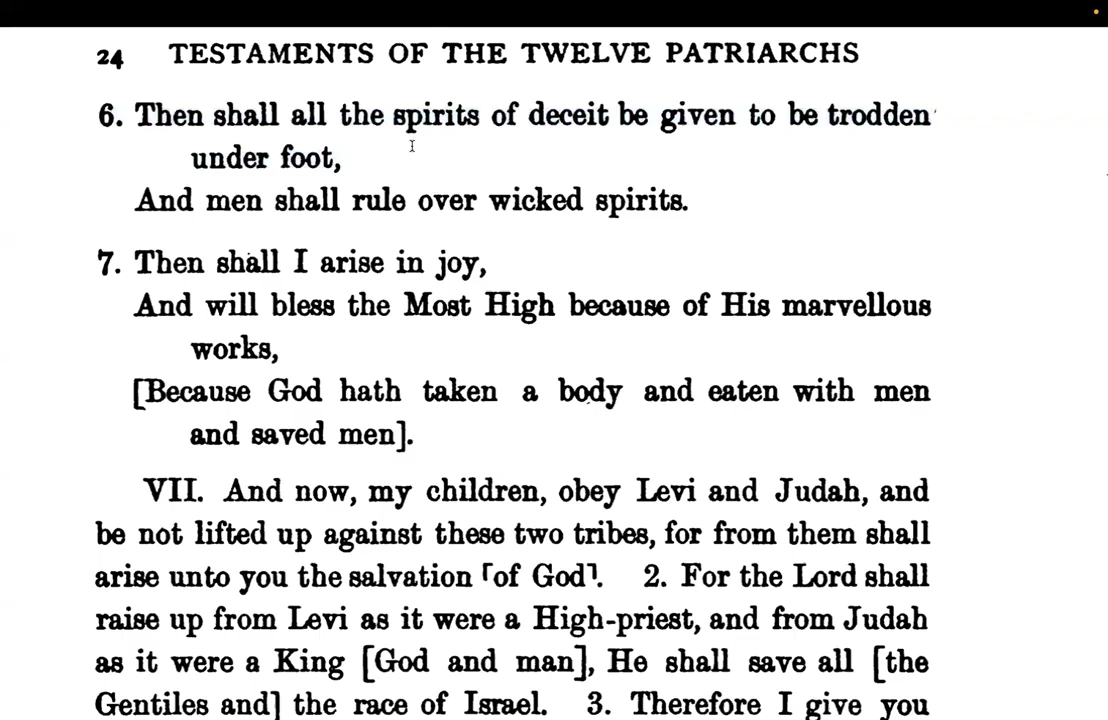 24 TESTAMENTS OF THE TWELVE PATRIARCHS
6. Then shall all the spirits of deceit be given to be trodden
under foot,
And men shall rule over wicked spirits.
7. Then shall I arise in joy,
And will bless the Most High because of His marvellous
works,
[Because God hath taken a body and eaten with men
and saved men].
VII. And now, my children, obey Levi and Judah, and
be not lifted up against these two tribes, for from them shall
arise unto you the salvation ⌜of God⌝. 2. For the Lord shall
raise up from Levi as it were a High-priest, and from Judah
as it were a King [God and man], He shall save all [the
Gentiles and] the race of Israel. 3. Therefore I give you